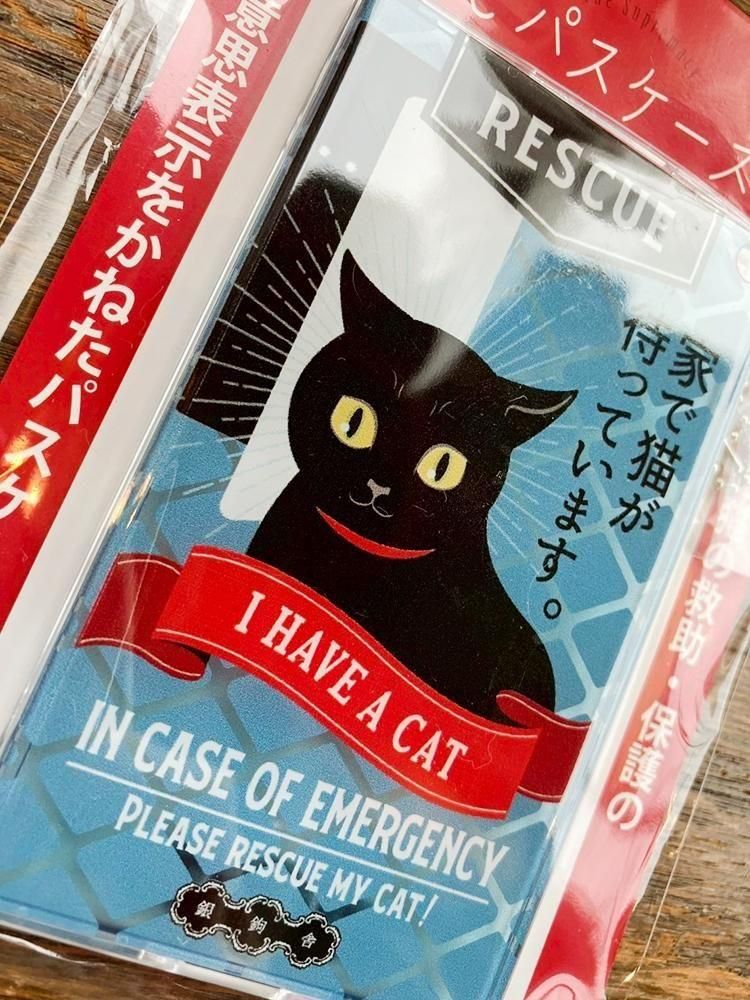 パスケース
RESCUE
家で猫が
待っています。
I HAVE A CAT
IN CASE OF EMERGENCY
PLEASE RESCUE MY CAT!
意思表示をかねたパスケ
の救助・保護の